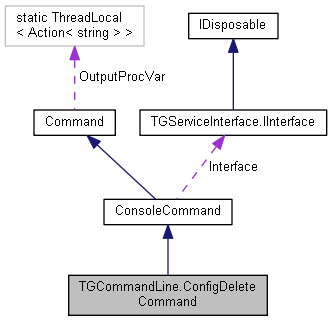 static ThreadLocal
< Action< string > >
IDisposable
OutputProcVar
Command
TGServiceInterface.IInterface
Interface
ConsoleCommand
TGCommandLine.ConfigDelete
Command